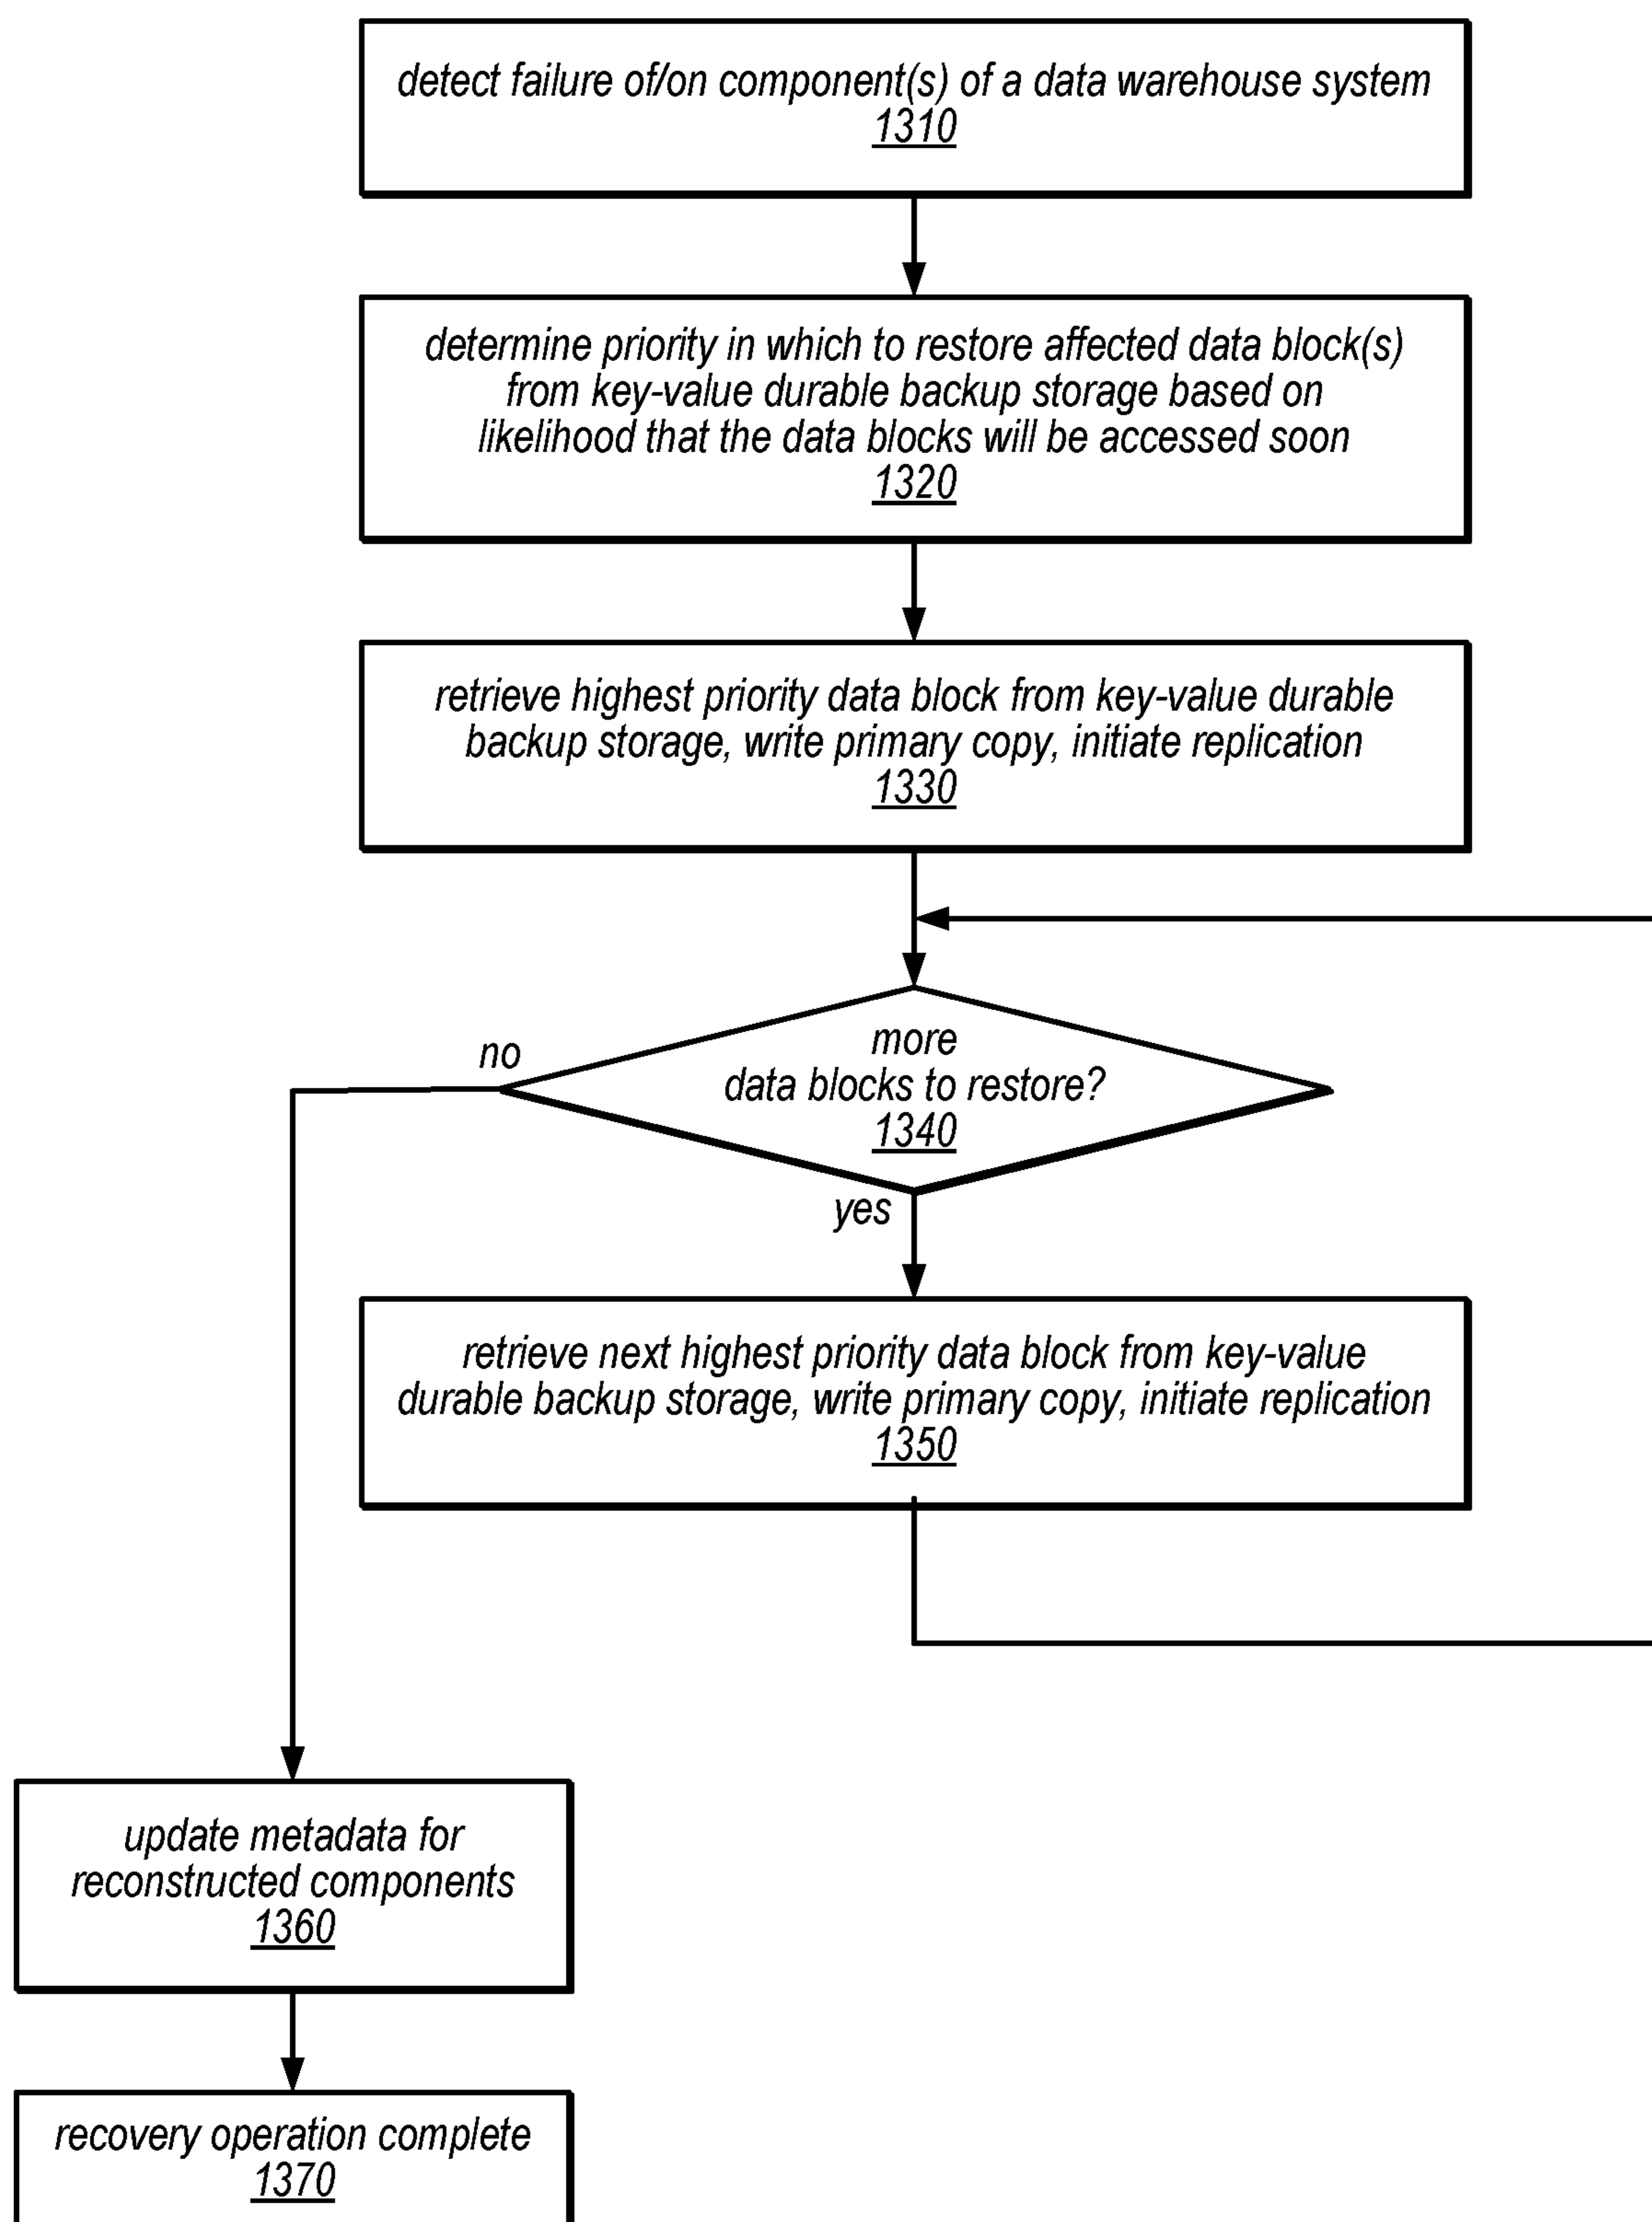 detect failure of/on component(s) of a data warehouse system
1310
determine priority in which to restore affected data block(s)
from key-value durable backup storage based on
likelihood that the data blocks will be accessed soon
1320
retrieve highest priority data block from key-value durable
backup storage, write primary copy, initiate replication
1330
more
data blocks to restore?
1340
no
yes
retrieve next highest priority data block from key-value
durable backup storage, write primary copy, initiate replication
1350
update metadata for
reconstructed components
1360
recovery operation complete
1370